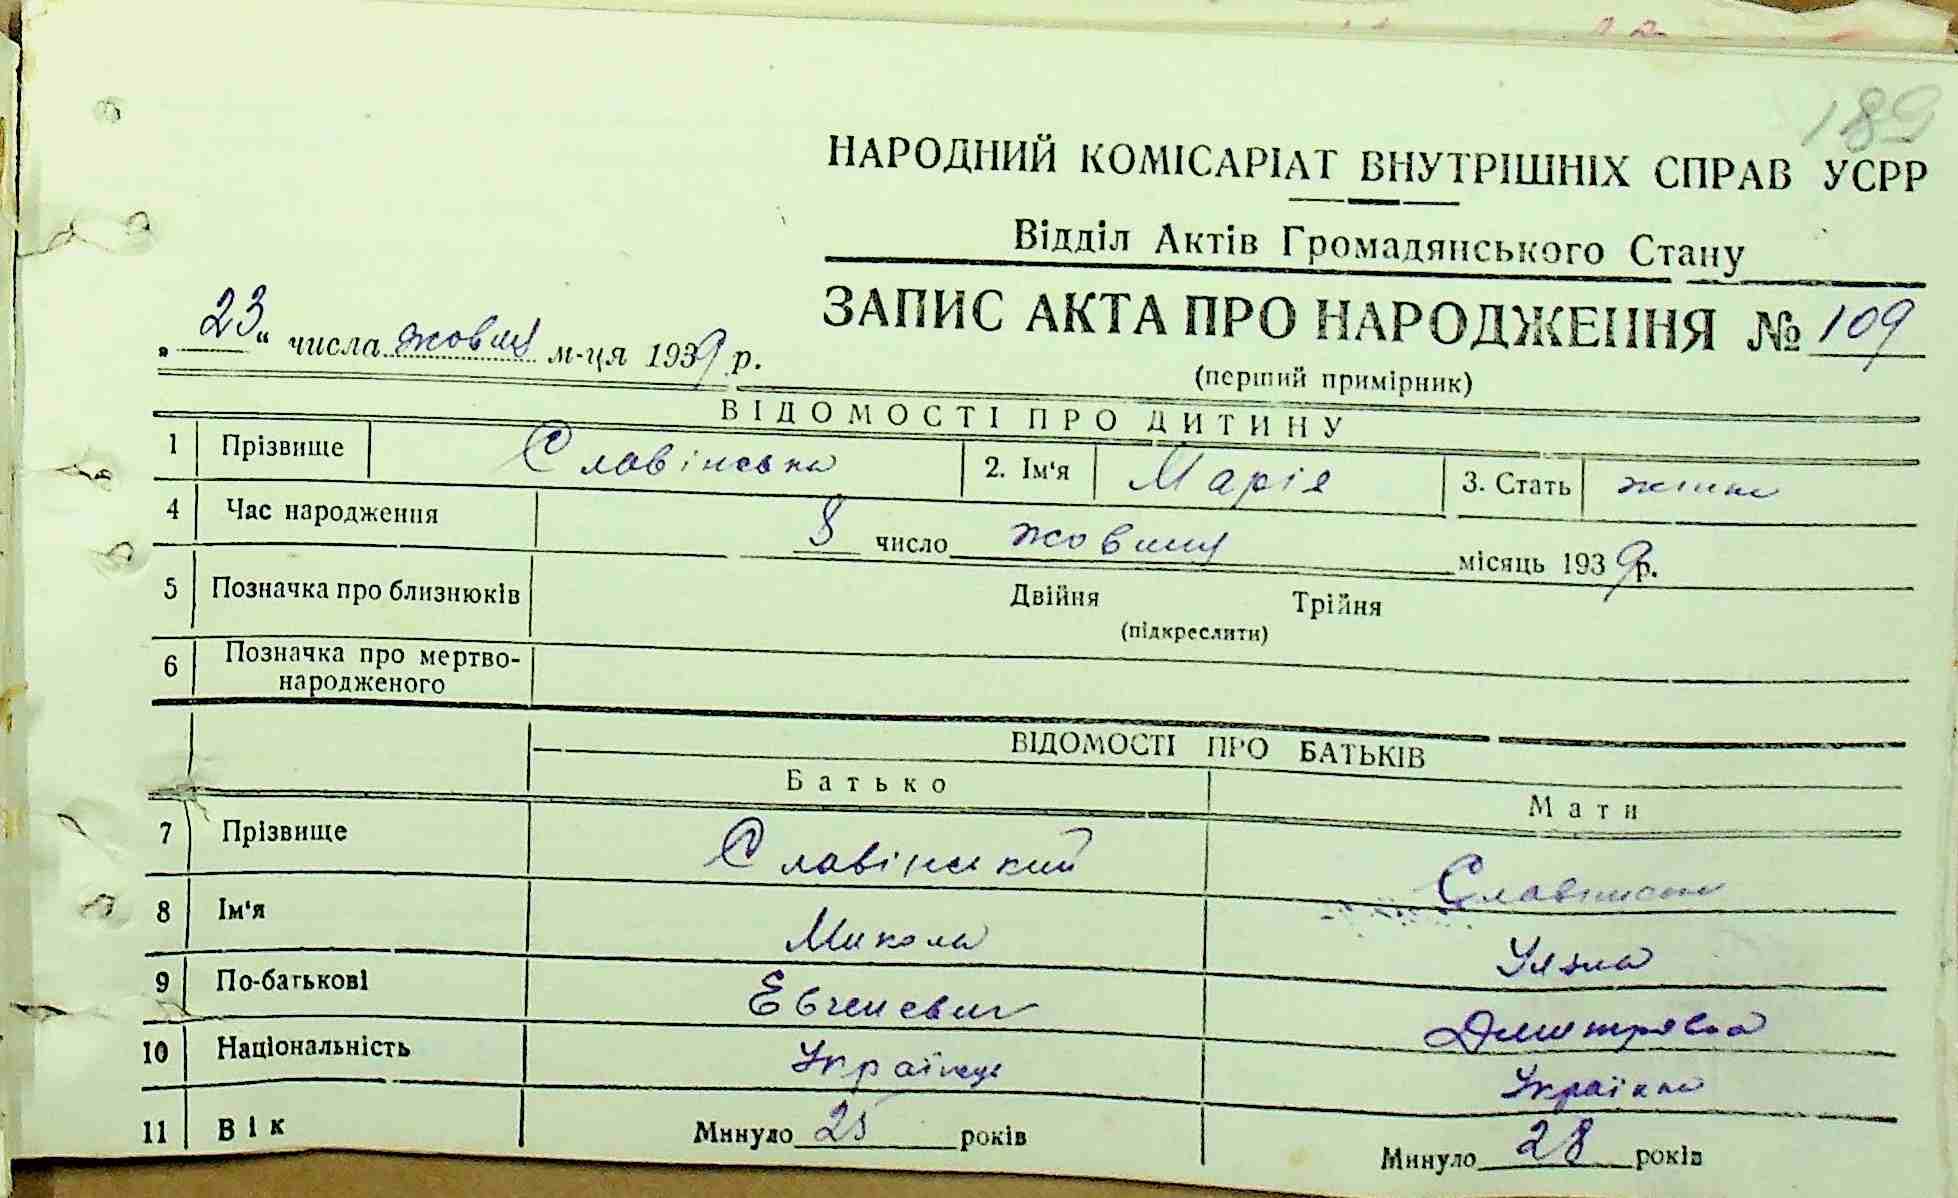 189
НАРОДНИЙ КОМІСАРІАТ ВНУТРІШНІХ СПРАВ УСРР
Відділ Актів Громадянського Стану
ЗАПИС АКТА ПРО НАРОДЖЕННЯ № 109
„23“ числа жовтня м-ця 1939 р.
(перший примірник)
ВІДОМОСТІ ПРО ДИТИНУ
1 Прізвище Славінська 2. Ім'я Марія 3. Стать жіноч
4 Час народження 8 число жовтня місяць 1939 р.
5 Позначка про близнюків Двійня Трійня
(підкреслити)
6 Позначка про мертво-
народженого
ВІДОМОСТІ ПРО БАТЬКІВ
Батько Мати
7 Прізвище Славінський Славінська
8 Ім'я Микола Уляна
9 По-батькові Евгеневич Дмитрівна
10 Національність Українець Українка
11 Вік Минуло 25 років Минуло 28 років